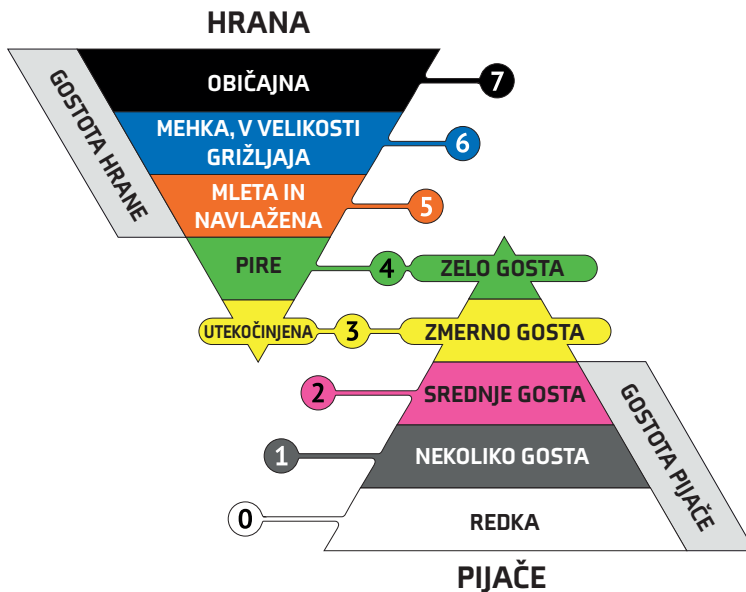 HRANA
GOSTOTA HRANE
OBIČAJNA
7
MEHKA, V VELIKOSTI
GRIŽLJAJA
6
MLETA IN
NAVLAŽENA
5
PIRE
4
ZELO GOSTA
UTEKOČINJENA
3
ZMERNO GOSTA
2
SREDNJE GOSTA
GOSTOTA PIJAČE
1
NEKOLIKO GOSTA
0
REDKA
PIJAČE